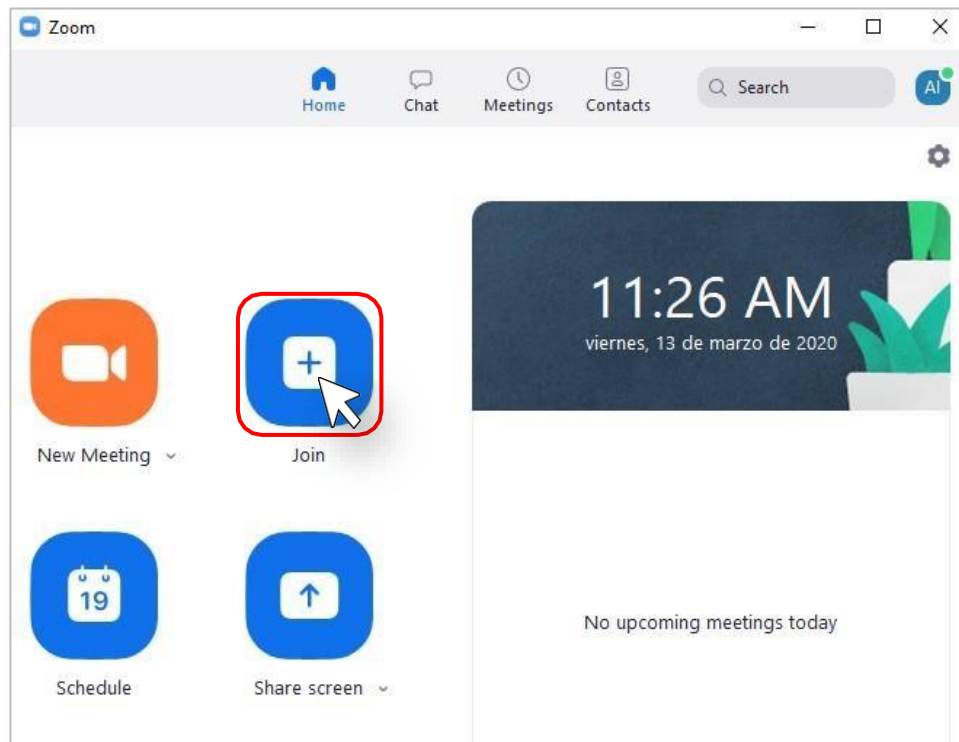 Zoom
Home Chat Meetings Contacts Search AI
11:26 AM
viernes, 13 de marzo de 2020
New Meeting Join
19
Schedule Share screen
No upcoming meetings today